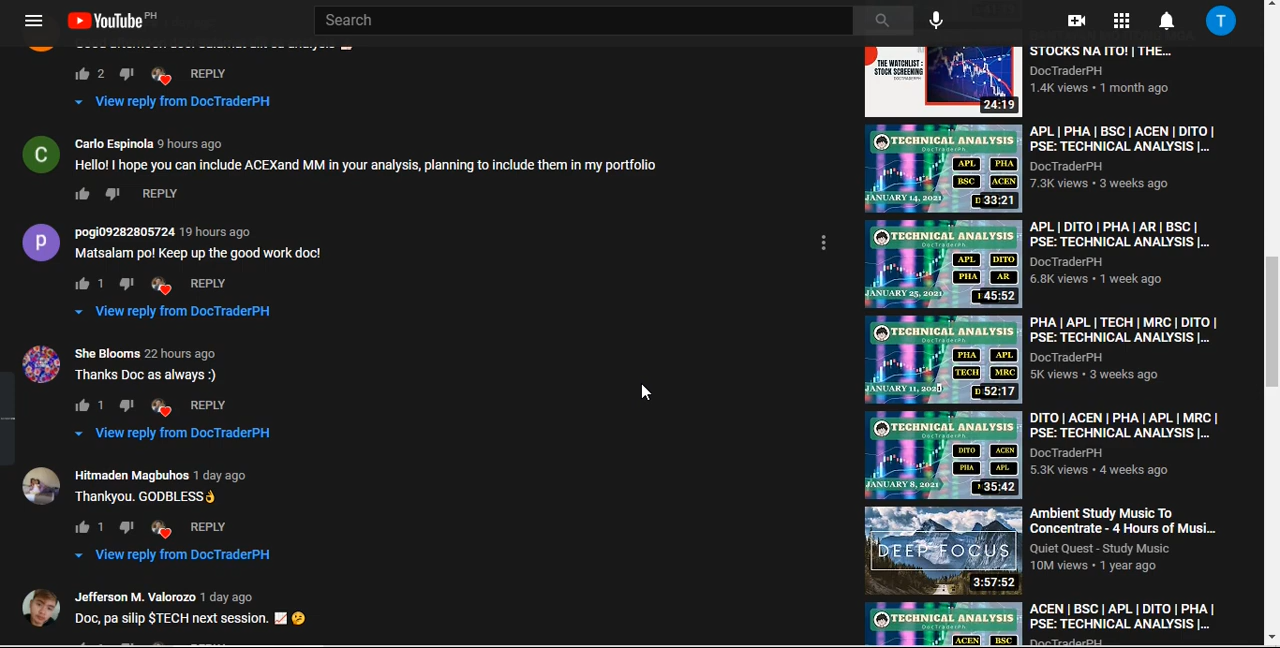 YouTube PH
Search
T
2
REPLY
View reply from DocTraderPH
C
Carlo Espinola 9 hours ago
Hello! I hope you can include ACEXard MM in your analysis, planning to include them in my portfolio
REPLY
p
pogi09282805724 19 hours ago
Matsalam po! Keep up the good work doc!
1
REPLY
View reply from DocTraderPH
She Blooms 22 hours ago
Thanks Doc as always :)
1
REPLY
View reply from DocTraderPH
Hitmaden Magbuhos 1 day ago
Thankyou. GODBLESS👌
1
REPLY
View reply from DocTraderPH
Jefferson M. Valorozo 1 day ago
Doc, pa silip $TECH next session. 📈 🤔
THE WATCHLIST :
STOCK SCREENING
24:19
STOCKS NA ITO! | THE...
DocTraderPH
1.4K views • 1 month ago
TECHNICAL ANALYSIS
DocTraderPh
APL PHA
BSC ACEN
JANUARY 14, 2021
33:21
APL | PHA | BSC | ACEN | DITO |
PSE: TECHNICAL ANALYSIS |...
DocTraderPH
7.3K views • 3 weeks ago
TECHNICAL ANALYSIS
DocTraderPh
APL DITO
PHA AR
JANUARY 25, 2021
45:52
APL | DITO | PHA | AR | BSC |
PSE: TECHNICAL ANALYSIS |...
DocTraderPH
6.8K views • 1 week ago
TECHNICAL ANALYSIS
DocTraderPh
PHA APL
TECH MRC
JANUARY 11, 2021
52:17
PHA | APL | TECH | MRC | DITO |
PSE: TECHNICAL ANALYSIS |...
DocTraderPH
5K views • 3 weeks ago
TECHNICAL ANALYSIS
DocTraderPh
DITO ACEN
PHA APL
JANUARY 8, 2021
35:42
DITO | ACEN | PHA | APL | MRC |
PSE: TECHNICAL ANALYSIS |...
DocTraderPH
5.3K views • 4 weeks ago
DEEP FOCUS
3:57:52
Ambient Study Music To
Concentrate - 4 Hours of Musi...
Quiet Quest - Study Music
10M views • 1 year ago
TECHNICAL ANALYSIS
DocTraderPh
ACEN BSC
ACEN | BSC | APL | DITO | PHA |
PSE: TECHNICAL ANALYSIS |...
DocTraderPH